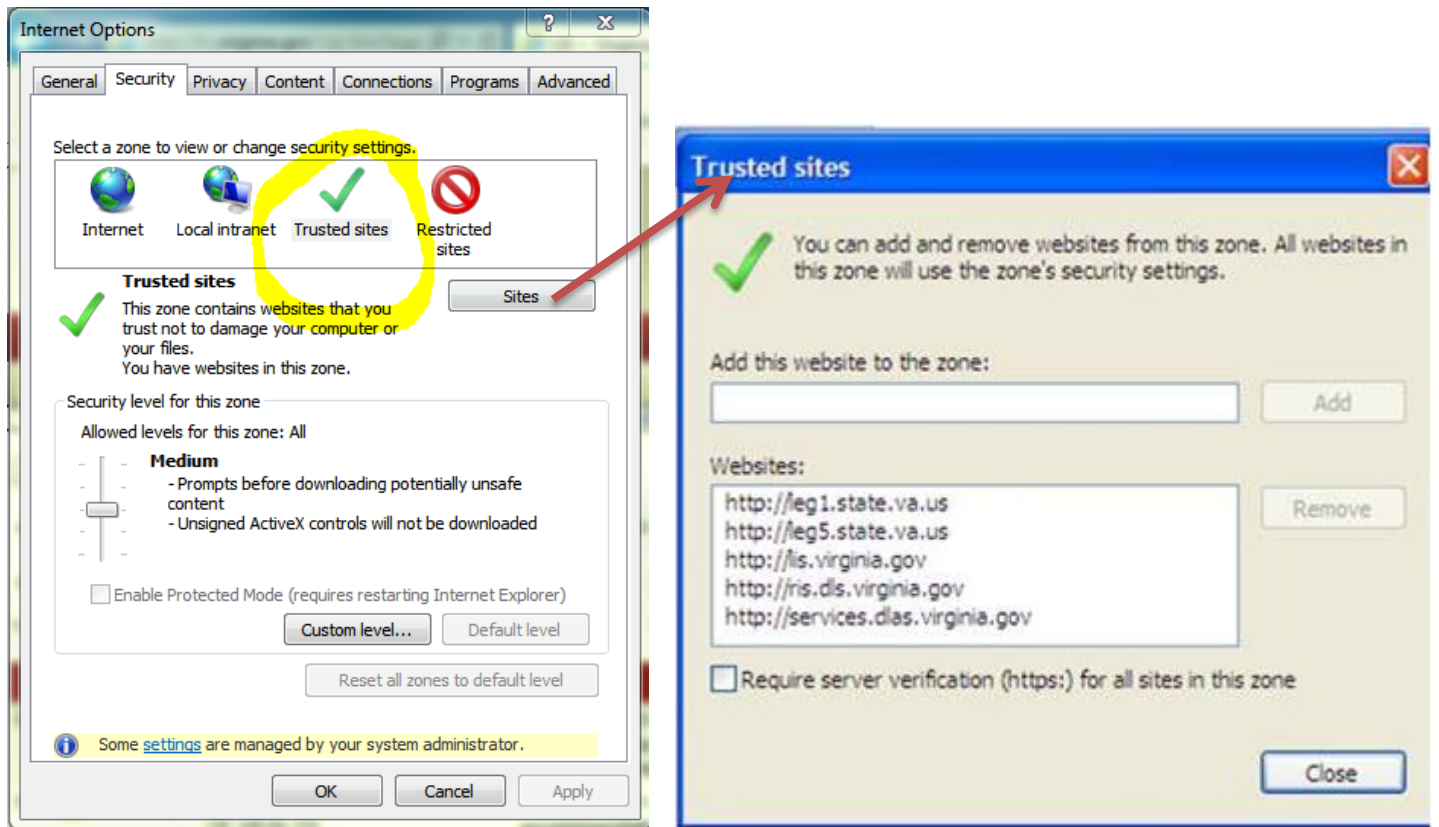 Internet Options
General Security Privacy Content Connections Programs Advanced
Select a zone to view or change security settings.
Internet Local intranet Trusted sites Restricted
sites
Trusted sites
Sites
This zone contains websites that you
trust not to damage your computer or
your files.
You have websites in this zone.
Security level for this zone
Allowed levels for this zone: All
Medium
- Prompts before downloading potentially unsafe
content
- Unsigned ActiveX controls will not be downloaded
Enable Protected Mode (requires restarting Internet Explorer)
Custom level... Default level
Reset all zones to default level
Some settings are managed by your system administrator.
OK Cancel Apply
Trusted sites
You can add and remove websites from this zone. All websites in
this zone will use the zone's security settings.
Add this website to the zone:
Add
Websites:
http://leg1.state.va.us
http://leg5.state.va.us
http://lis.virginia.gov
http://ris.dls.virginia.gov
http://services.dlas.virginia.gov
Remove
Require server verification (https:) for all sites in this zone
Close